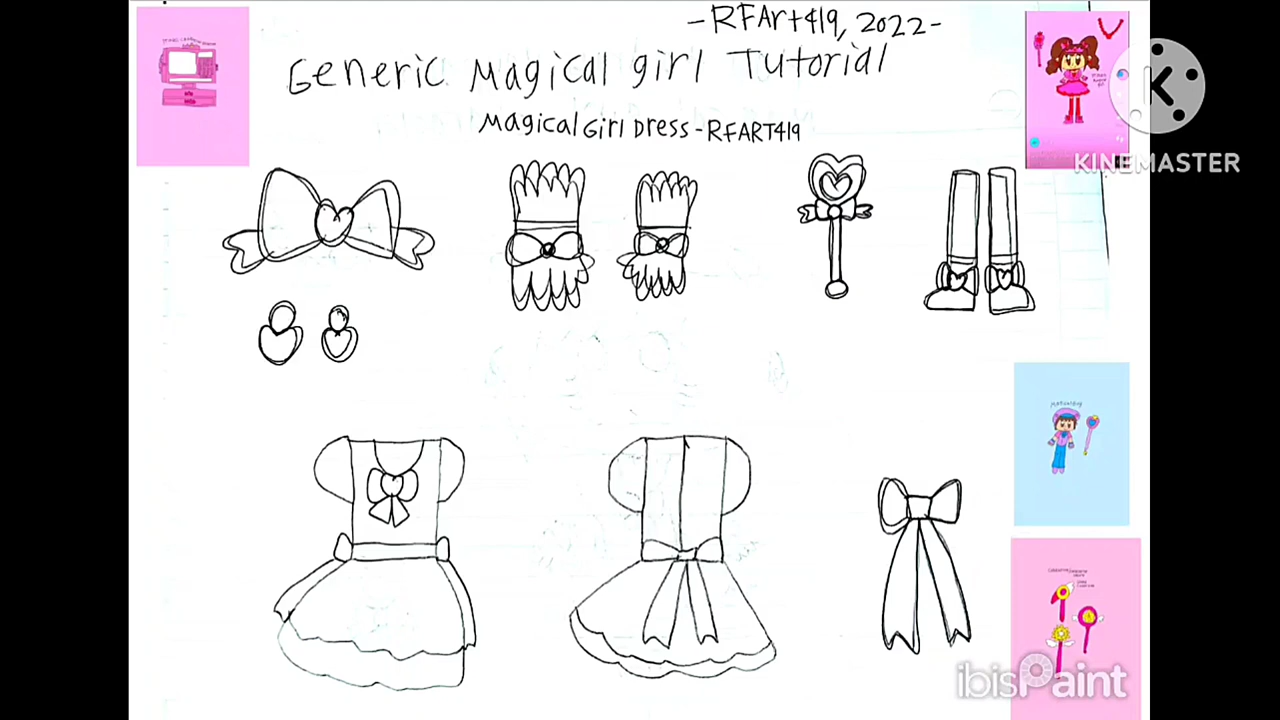 -RFArt419, 2022-
Generic Magical girl Tutorial
Magical Girl Dress -RFART419
K
KINEMASTER
ibisPaint